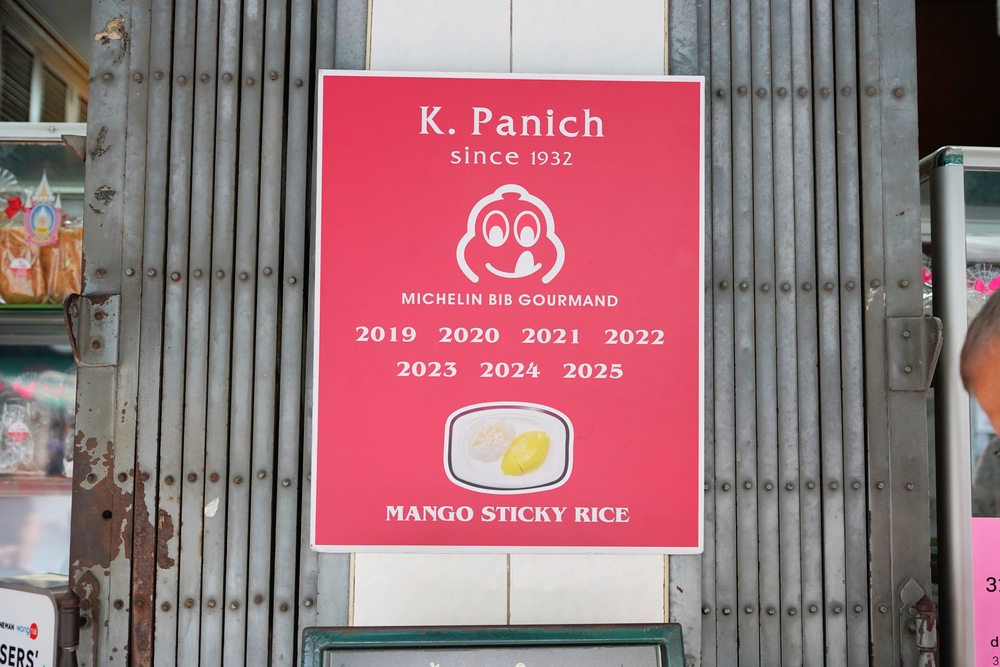 K. Panich
since 1932
MICHELIN BIB GOURMAND
2019 2020 2021 2022
2023 2024 2025
MANGO STICKY RICE